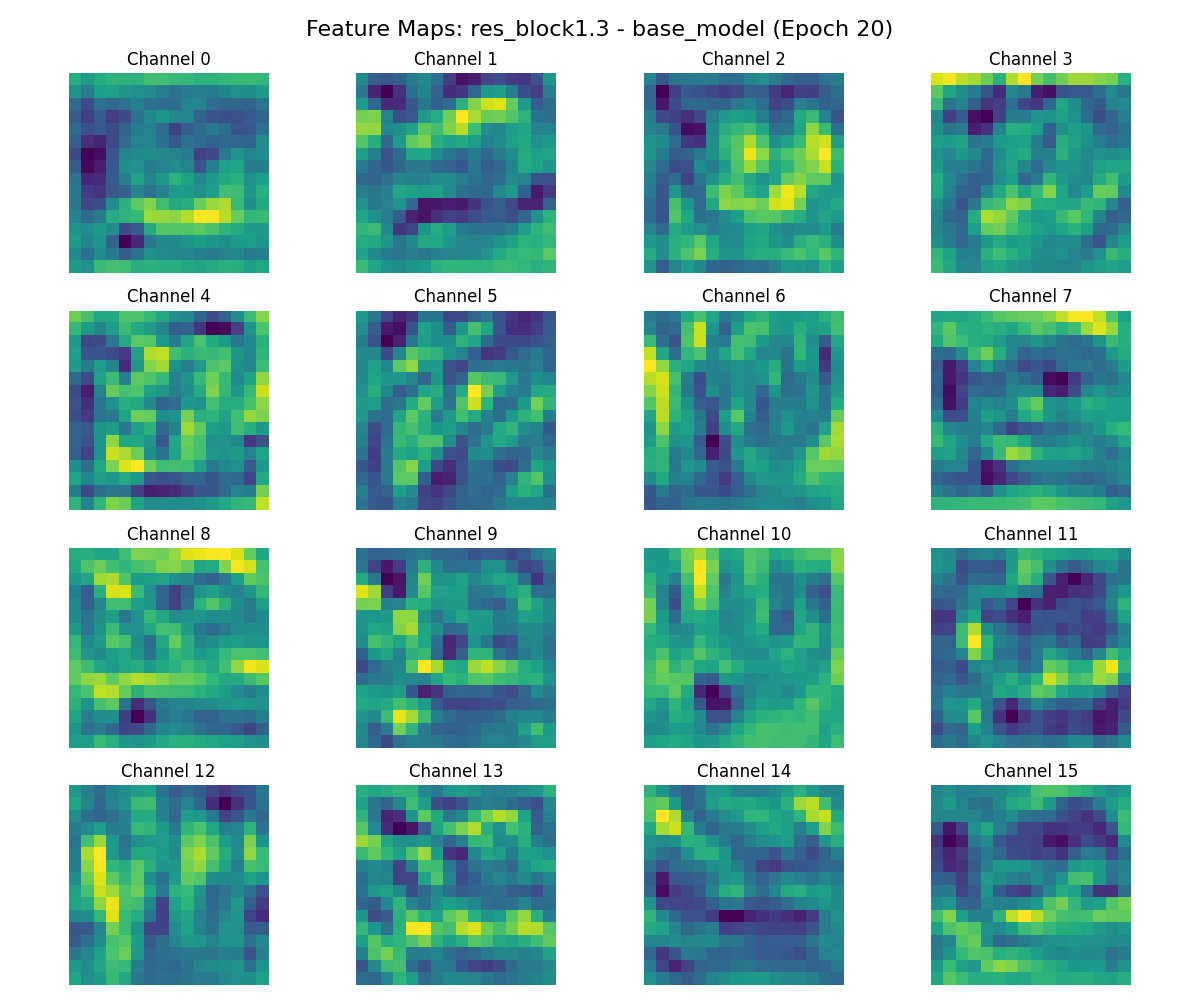 Feature Maps: res_block1.3 - base_model (Epoch 20)
Channel 0
Channel 1
Channel 2
Channel 3
Channel 4
Channel 5
Channel 6
Channel 7
Channel 8
Channel 9
Channel 10
Channel 11
Channel 12
Channel 13
Channel 14
Channel 15